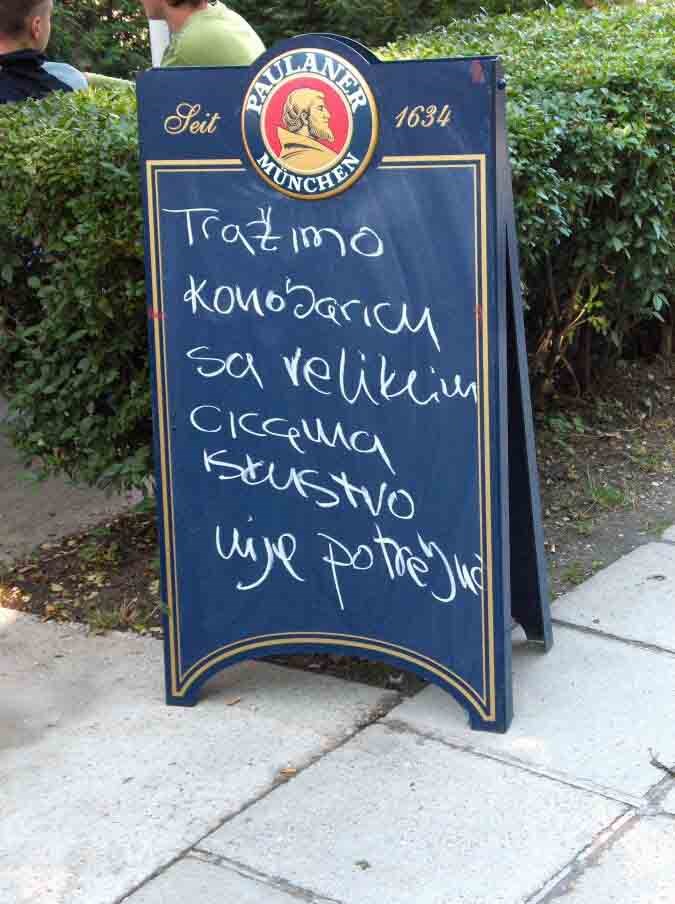 PAULANER
Seit 1634
MÜNCHEN
Tražimo
Konobaricu
sa velikim
cicama
iskustvo
nije potrebno